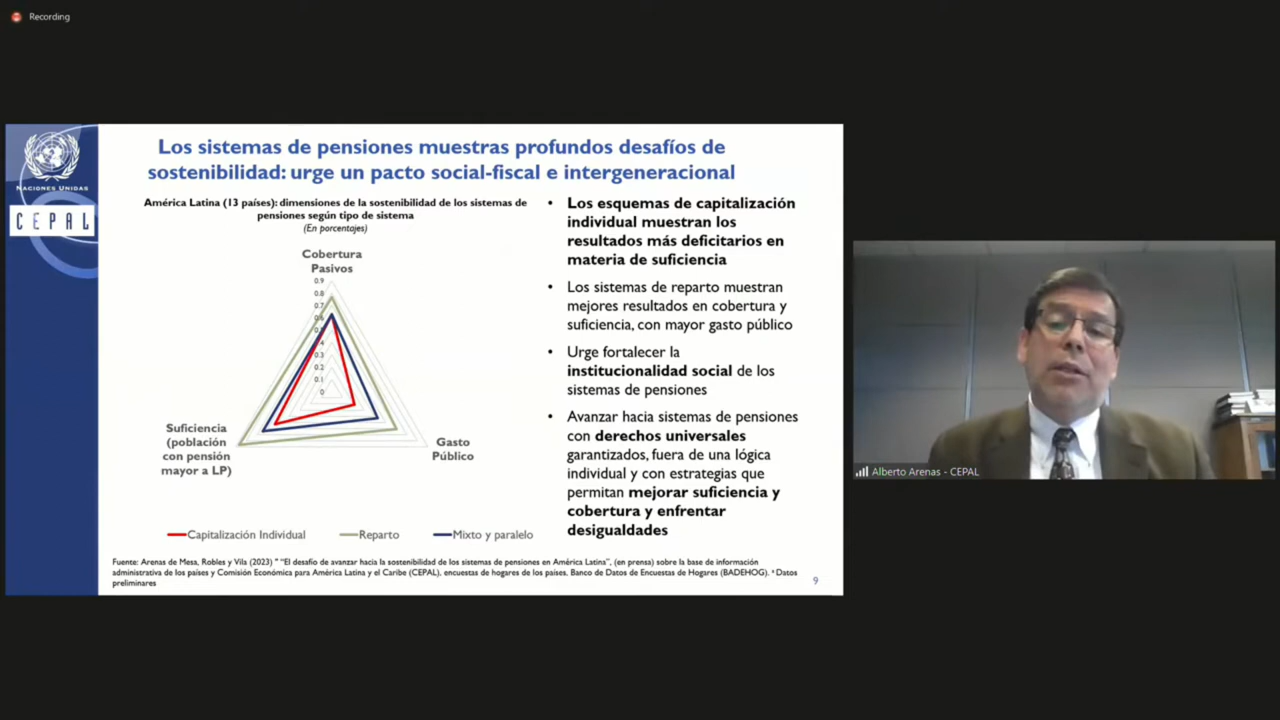 Recording
Los sistemas de pensiones muestras profundos desafíos de
sostenibilidad: urge un pacto social-fiscal e intergeneracional
NACIONES UNIDAS
CEPAL
América Latina (13 países): dimensiones de la sostenibilidad de los sistemas de
pensiones según tipo de sistema
(En porcentajes)
Cobertura
Pasivos
0.9
0.8
0.7
0.6
0.5
0.4
0.3
0.2
0.1
0
Suficiencia
(población
con pensión
mayor a LP)
Gasto
Público
Capitalización Individual
Reparto
Mixto y paralelo
• Los esquemas de capitalización
individual muestran los
resultados más deficitarios en
materia de suficiencia
• Los sistemas de reparto muestran
mejores resultados en cobertura y
suficiencia, con mayor gasto público
• Urge fortalecer la
institucionalidad social de los
sistemas de pensiones
• Avanzar hacia sistemas de pensiones
con derechos universales
garantizados, fuera de una lógica
individual y con estrategias que
permitan mejorar suficiencia y
cobertura y enfrentar
desigualdades
Fuente: Arenas de Mesa, Robles y Vila (2023) " "El desafío de avanzar hacia la sostenibilidad de los sistemas de pensiones en América Latina", (en prensa) sobre la base de información
administrativa de los países y Comisión Económica para América Latina y el Caribe (CEPAL), encuestas de hogares de los países, Banco de Datos de Encuestas de Hogares (BADEHOG). ª Datos
preliminares
9
Alberto Arenas - CEPAL